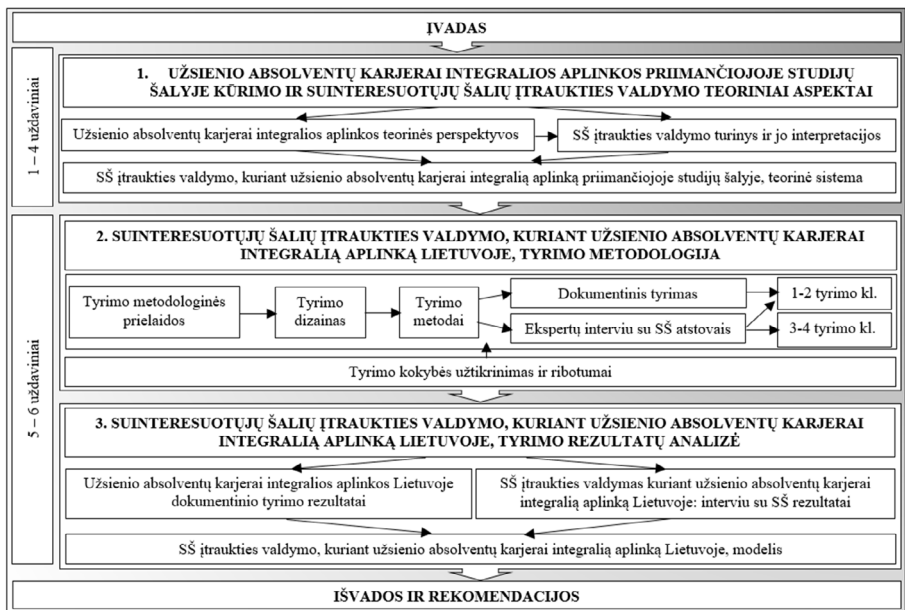 ĮVADAS
1 – 4 uždaviniai
1. UŽSIENIO ABSOLVENTŲ KARJERAI INTEGRALIOS APLINKOS PRIIMANČIOJOJE STUDIJŲ
ŠALYJE KŪRIMO IR SUINTERESUOTŲJŲ ŠALIŲ ĮTRAUKTIES VALDYMO TEORINIAI ASPEKTAI
Užsienio absolventų karjerai integralios aplinkos teorinės perspektyvos
SŠ įtraukties valdymo turinys ir jo interpretacijos
SŠ įtraukties valdymo, kuriant užsienio absolventų karjerai integralią aplinką priimančiojoje studijų šalyje, teorinė sistema
5 – 6 uždaviniai
2. SUINTERESUOTŲJŲ ŠALIŲ ĮTRAUKTIES VALDYMO, KURIANT UŽSIENIO ABSOLVENTŲ KARJERAI
INTEGRALIĄ APLINKĄ LIETUVOJE, TYRIMO METODOLOGIJA
Tyrimo metodologinės
prielaidos
Tyrimo
dizainas
Tyrimo
metodai
Dokumentinis tyrimas
1-2 tyrimo kl.
Ekspertų interviu su SŠ atstovais
3-4 tyrimo kl.
Tyrimo kokybės užtikrinimas ir ribotumai
3. SUINTERESUOTŲJŲ ŠALIŲ ĮTRAUKTIES VALDYMO, KURIANT UŽSIENIO ABSOLVENTŲ KARJERAI
INTEGRALIĄ APLINKĄ LIETUVOJE, TYRIMO REZULTATŲ ANALIZĖ
Užsienio absolventų karjerai integralios aplinkos Lietuvoje
dokumentinio tyrimo rezultatai
SŠ įtraukties valdymas kuriant užsienio absolventų karjerai
integralią aplinką Lietuvoje: interviu su SŠ rezultatai
SŠ įtraukties valdymo, kuriant užsienio absolventų karjerai integralią aplinką Lietuvoje, modelis
IŠVADOS IR REKOMENDACIJOS